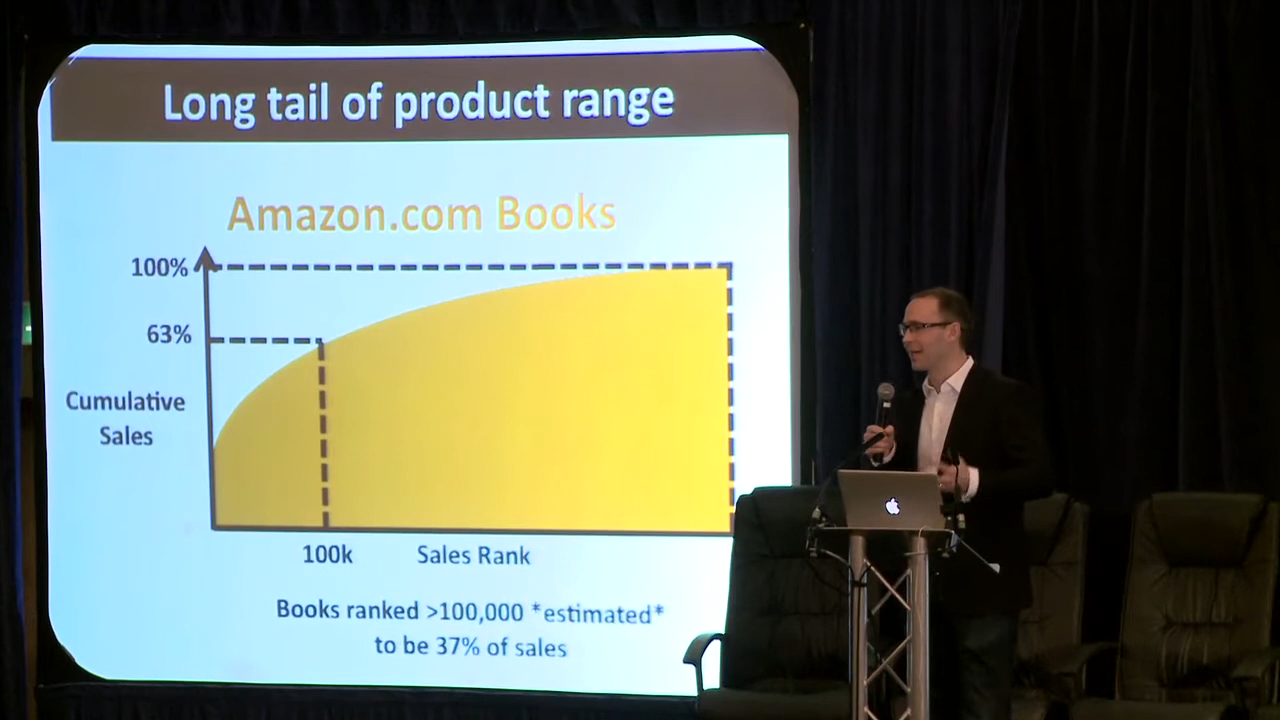 Long tail of product range
Amazon.com Books
100%
63%
Cumulative
Sales
100k
Sales Rank
Books ranked >100,000 *estimated*
to be 37% of sales